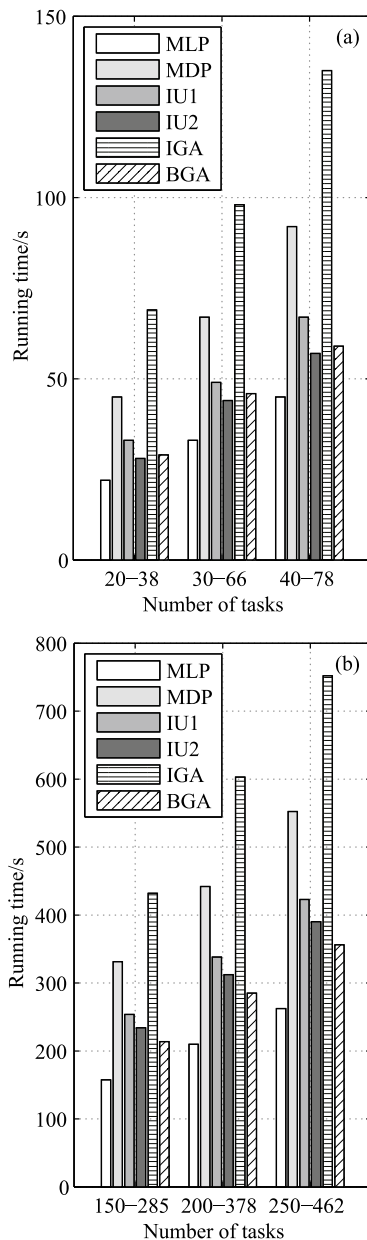 150
(a)
MLP
MDP
IU1
IU2
IGA
BGA
100
50
0
Running time/s
20−38 30−66 40−78
Number of tasks
800
(b)
MLP
MDP
IU1
IU2
IGA
BGA
700
600
500
400
300
200
100
0
Running time/s
150−285 200−378 250−462
Number of tasks